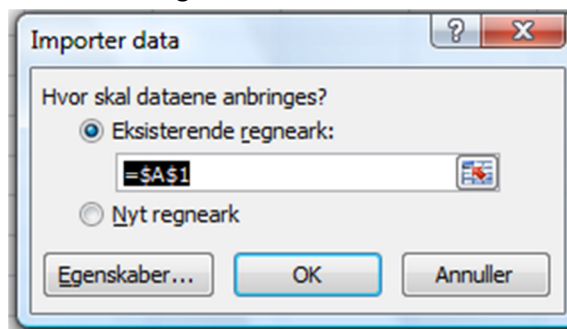 Importer data
Hvor skal dataene anbringes?
Eksisterende regneark:
=$A$1
Nyt regneark
Egenskaber... OK Annuller